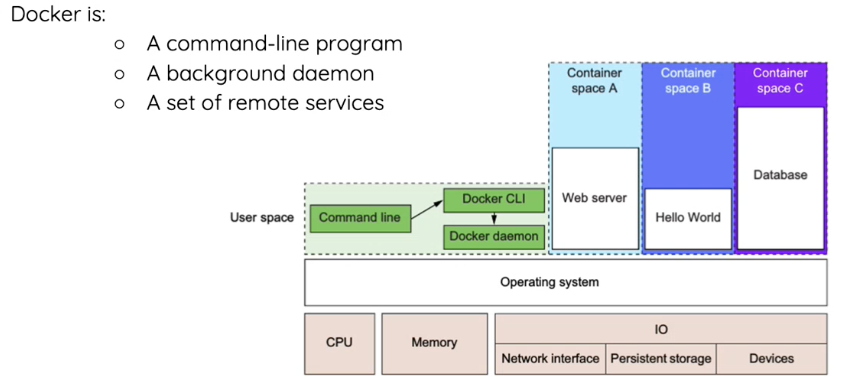 Docker is:
○ A command-line program
○ A background daemon
○ A set of remote services
Container
space A
Container
space B
Container
space C
Database
Web server
Hello World
Docker CLI
User space
Command line
Docker daemon
Operating system
CPU
Memory
IO
Network interface
Persistent storage
Devices